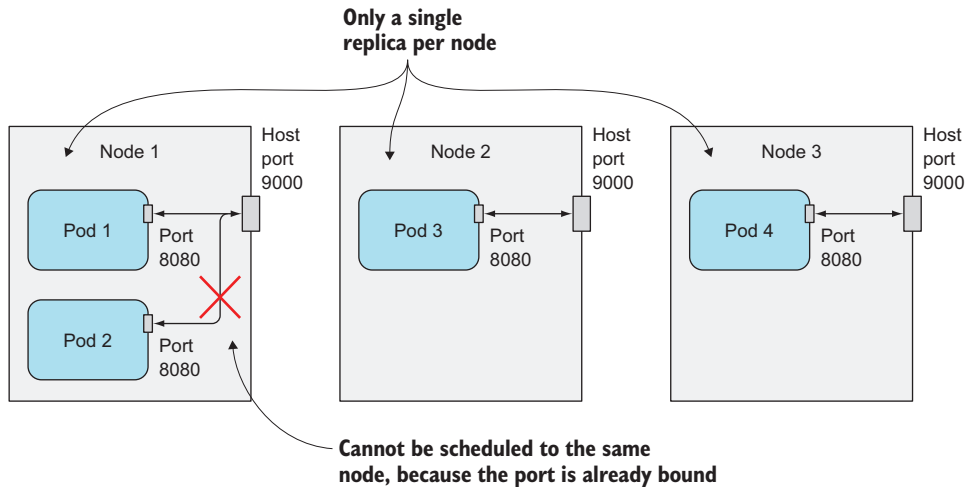 Only a single
replica per node
Node 1
Host
port
9000
Pod 1
Port
8080
Pod 2
Port
8080
Node 2
Host
port
9000
Pod 3
Port
8080
Node 3
Host
port
9000
Pod 4
Port
8080
Cannot be scheduled to the same
node, because the port is already bound